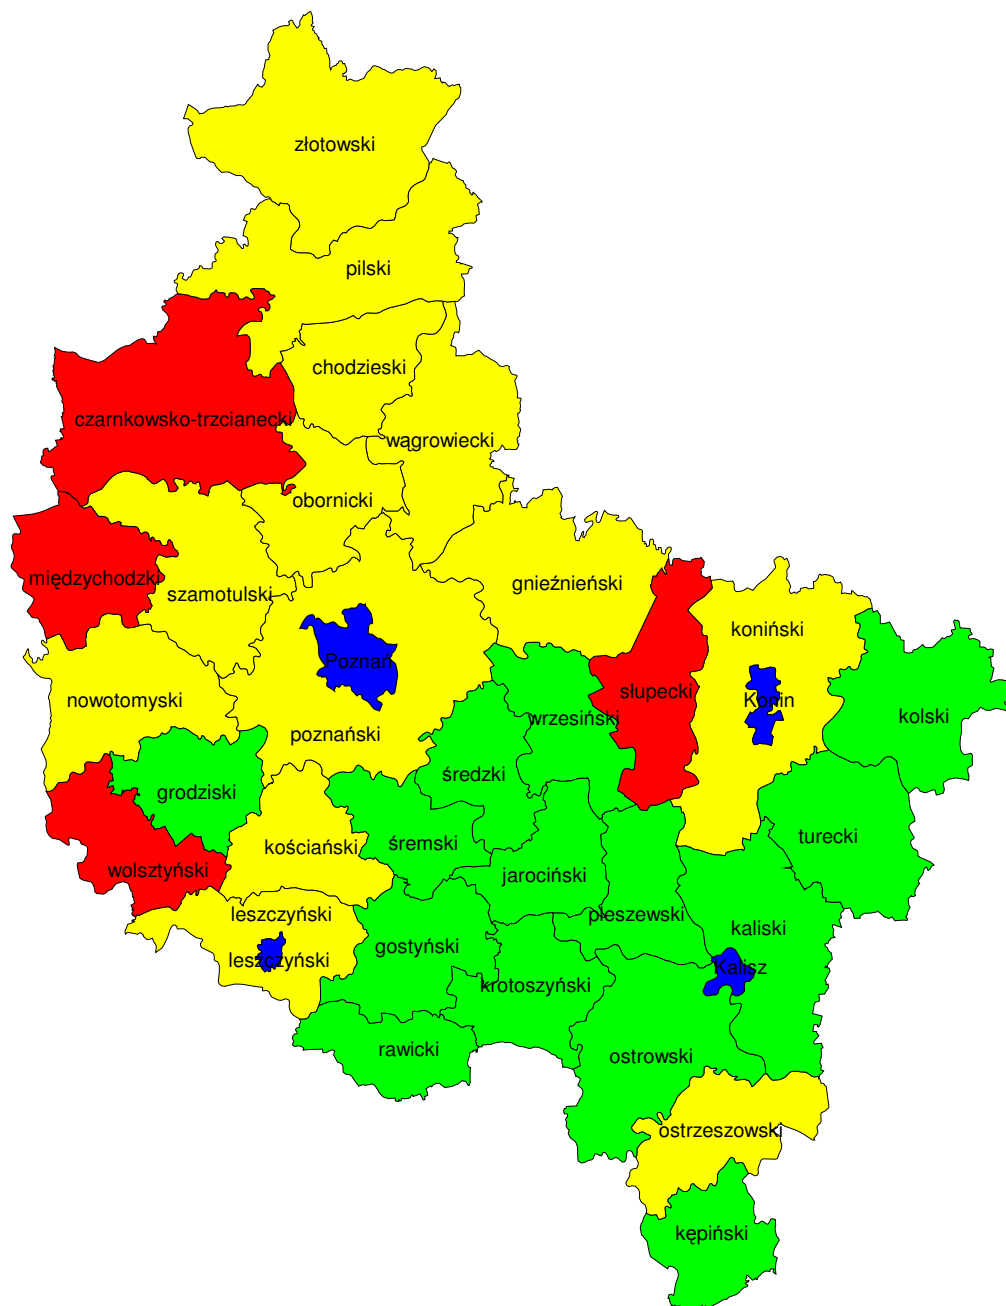 złotowski
pilski
chodzieski
czarnkowsko-trzcianecki
wągrowiecki
obornicki
międzychodzki
szamotulski
gnieźnieński
koniński
Poznań
nowotomyski
słupecki
Konin
wrzesiński
kolski
poznański
średzki
grodziski
turecki
śremski
kościański
wolsztyński
jarociński
leszczyński
pleszewski
kaliski
gostyński
leszczyński
Kalisz
krotoszyński
rawicki
ostrowski
ostrzeszowski
kępiński